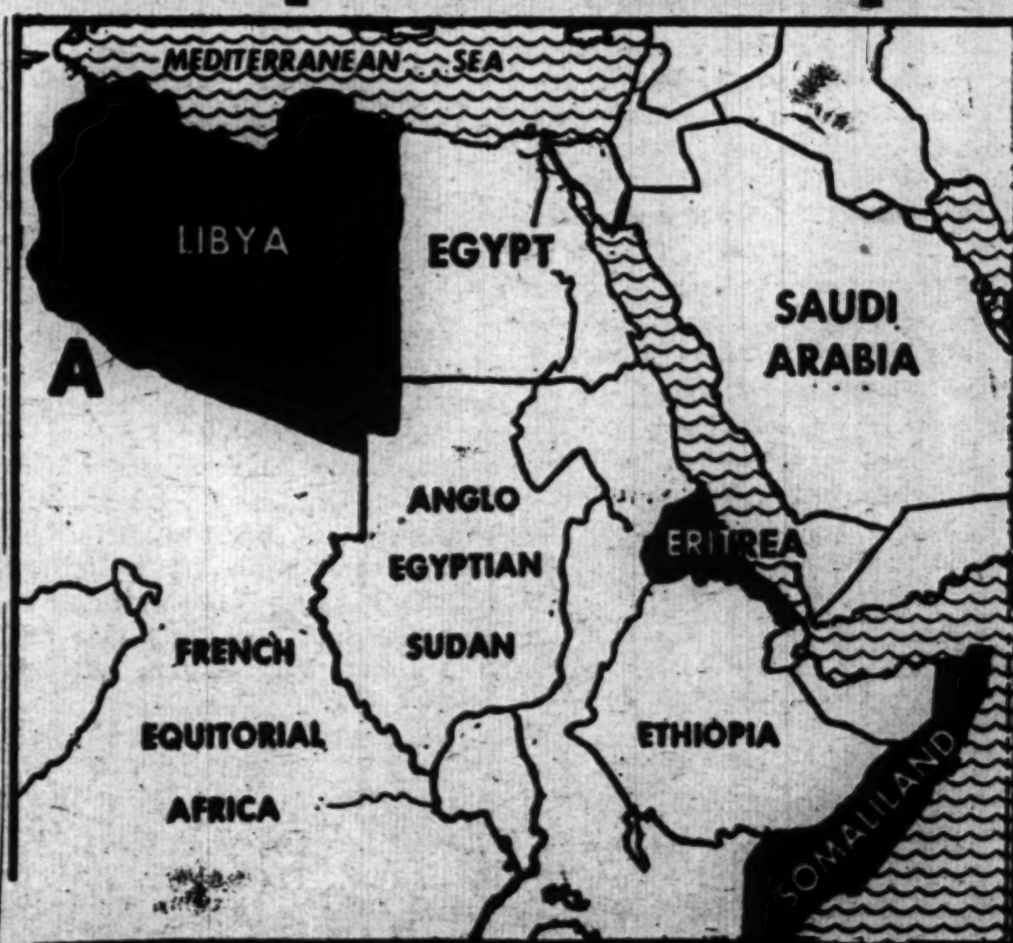 MEDITERRANEAN SEA
LIBYA
EGYPT
SAUDI
ARABIA
A
ANGLO
EGYPTIAN
SUDAN
ERITREA
FRENCH
EQUITORIAL
AFRICA
ETHIOPIA
SOMALILAND